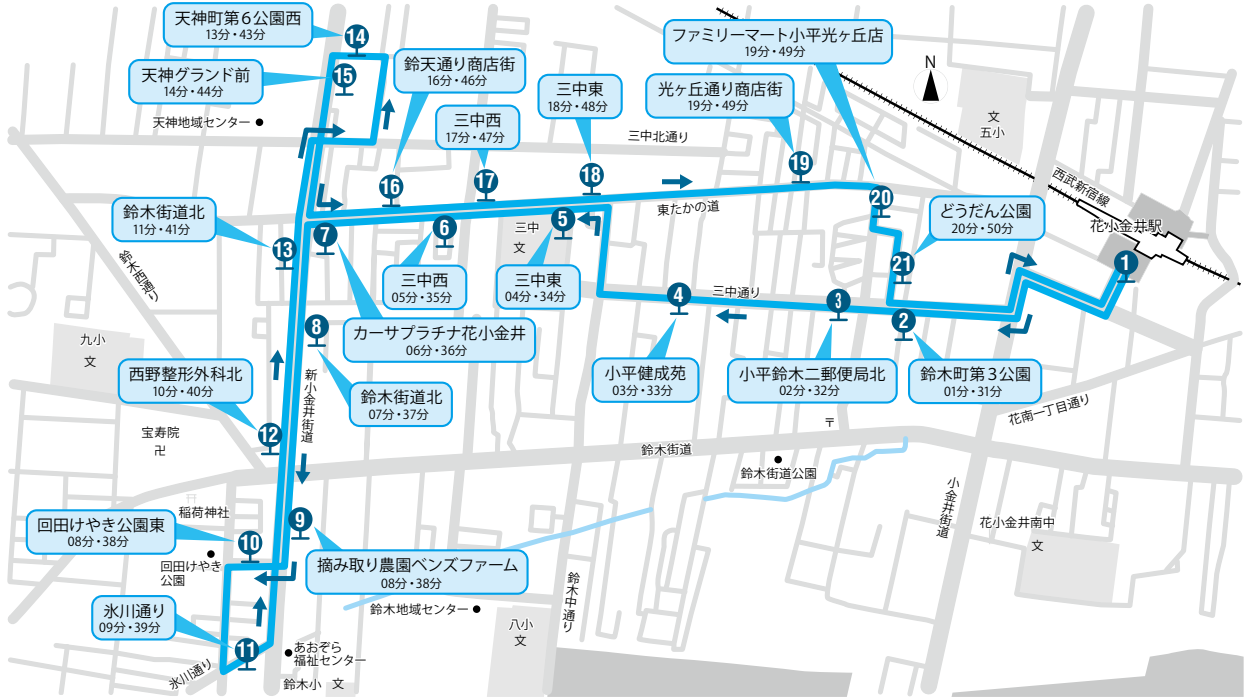 天神町第6公園西
13分・43分
14
天神グランド前
14分・44分
15
天神地域センター
鈴天通り商店街
16分・46分
16
三中西
17分・47分
17
三中東
18分・48分
18
三中北通り
光ヶ丘通り商店街
19分・49分
19
ファミリーマート小平光ヶ丘店
19分・49分
20
N
文
五小
西武新宿線
花小金井駅
1
どうだん公園
20分・50分
21
東たかの道
鈴木街道北
11分・41分
13
鈴木西通り
7
カーサプラチナ花小金井
06分・36分
6
三中西
05分・35分
三中
文
5
三中東
04分・34分
4
小平健成苑
03分・33分
三中通り
3
小平鈴木二郵便局北
02分・32分
2
鈴木町第3公園
01分・31分
九小
文
8
鈴木街道北
07分・37分
新小金井街道
西野整形外科北
10分・40分
12
宝寿院
卍
〒
花南一丁目通り
鈴木街道
鈴木街道公園
小金井街道
花小金井南中
文
稲荷神社
回田けやき公園東
08分・38分
10
回田けやき
公園
9
摘み取り農園ベンズファーム
08分・38分
氷川通り
09分・39分
11
氷川通り
あおぞら
福祉センター
鈴木小 文
鈴木地域センター
八小
文
鈴木中通り